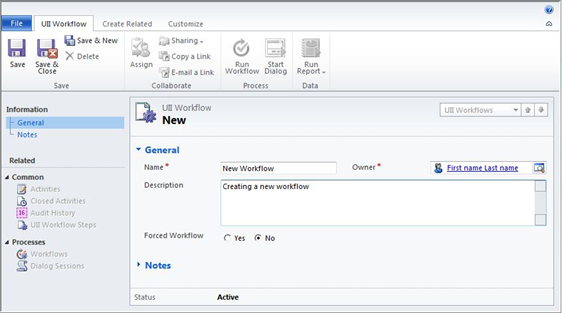 File UII Workflow Create Related Customize
Save
Save & Close
Save & New
Delete
Save
Assign
Sharing
Copy a Link
E-mail a Link
Collaborate
Run Workflow
Start Dialog
Process
Run Report
Data
Information
General
Notes
Related
Common
Activities
Closed Activities
16 Audit History
UII Workflow Steps
Processes
Workflows
Dialog Sessions
UII Workflow
New
UII Workflows
General
Name * New Workflow Owner * First name Last name
Description Creating a new workflow
Forced Workflow Yes No
Notes
Status Active